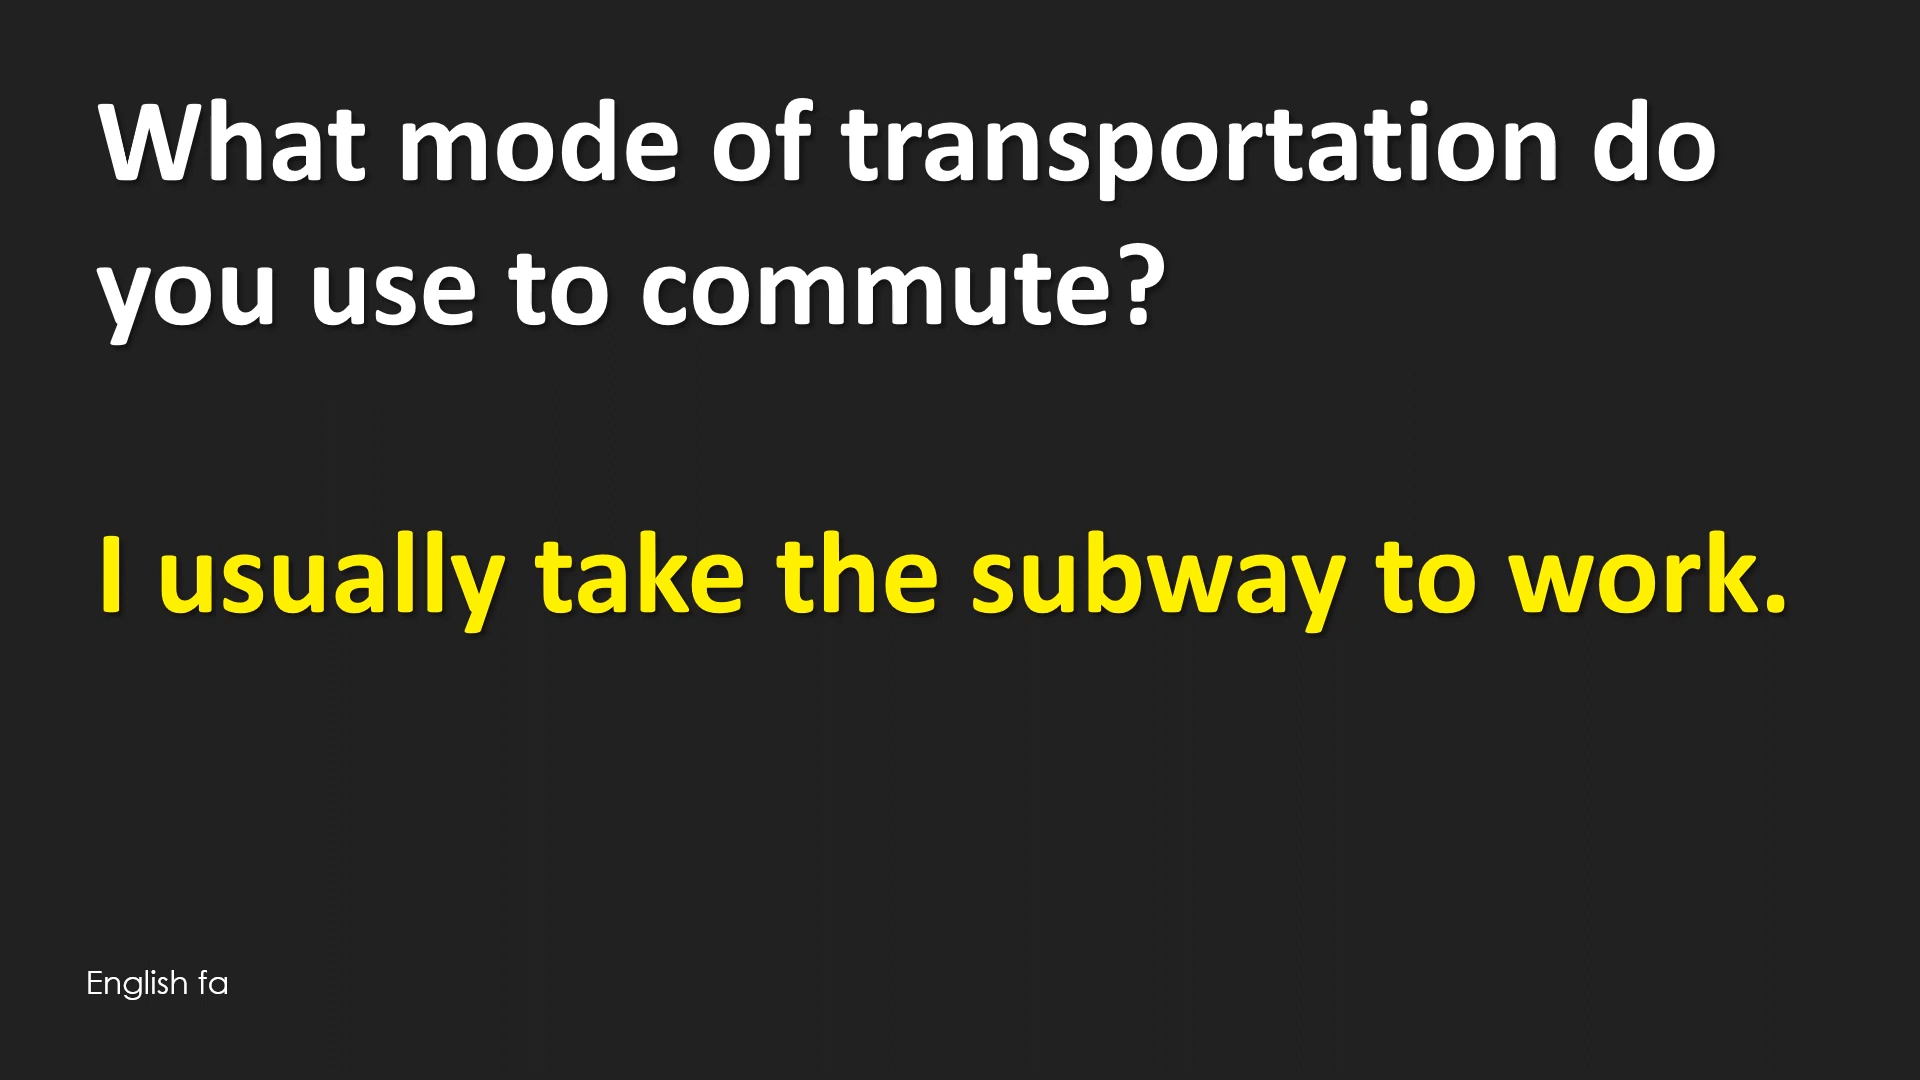 What mode of transportation do
you use to commute?
I usually take the subway to work.
English fa